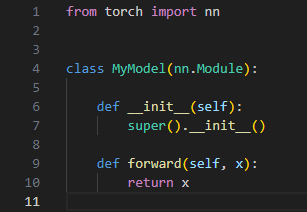 1 from torch import nn
2
3
4 class MyModel(nn.Module):
5
6     def __init__(self):
7         super().__init__()
8
9     def forward(self, x):
10         return x
11